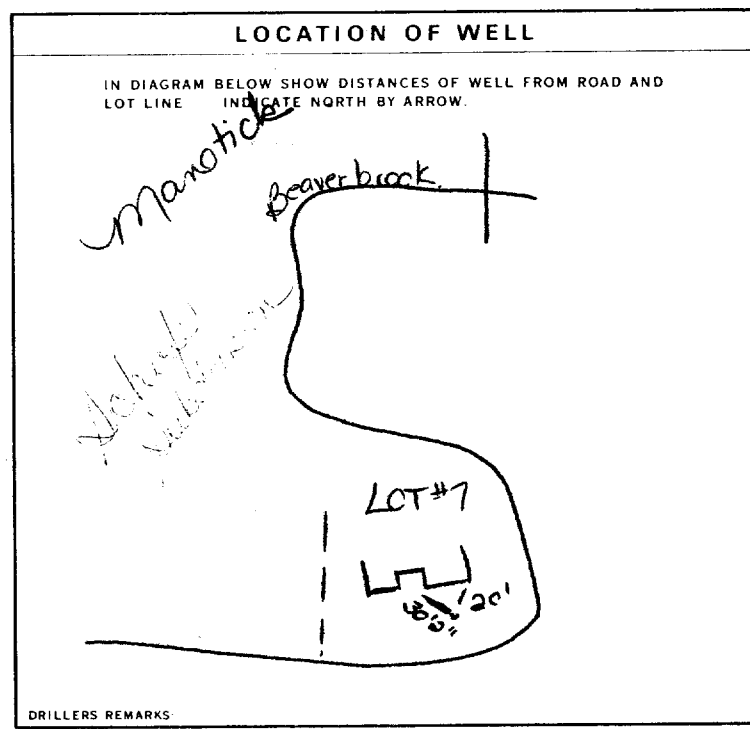 LOCATION OF WELL
IN DIAGRAM BELOW SHOW DISTANCES OF WELL FROM ROAD AND
LOT LINE INDICATE NORTH BY ARROW.
Manotick
Beaverbrook
LOT #7
20'
DRILLERS REMARKS